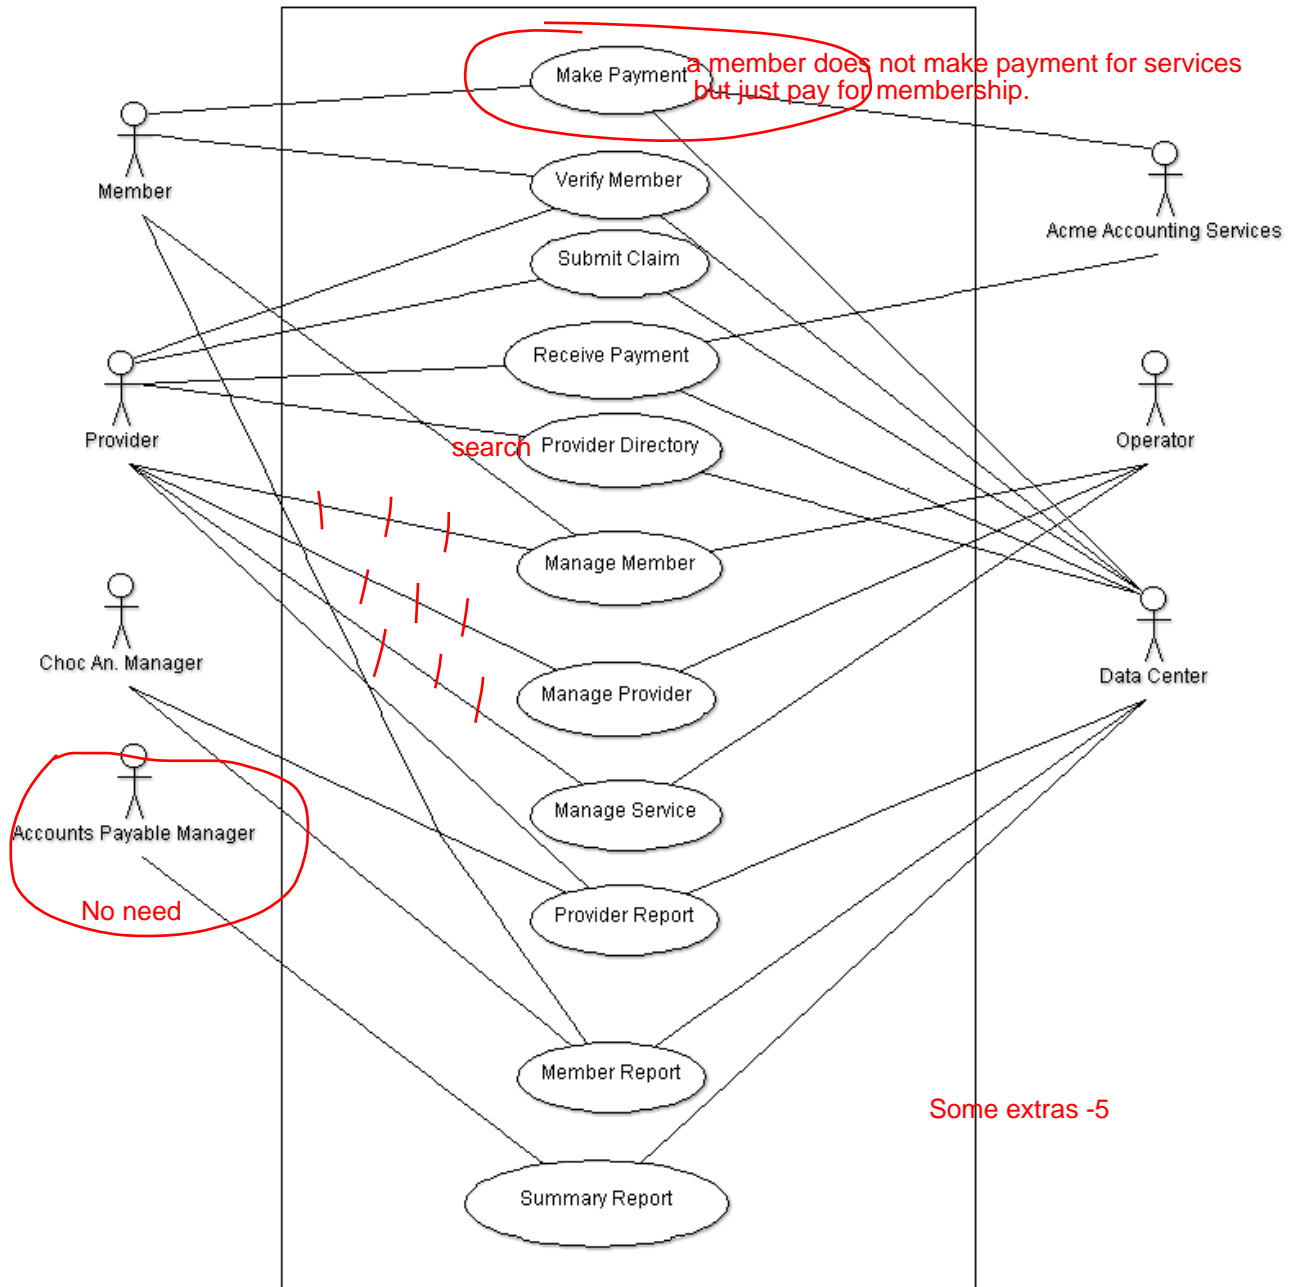 Make Payment
a member does not make payment for services
but just pay for membership.
Member
Verify Member
Acme Accounting Services
Submit Claim
Receive Payment
Provider
search Provider Directory
Operator
Manage Member
Choc An. Manager
Manage Provider
Data Center
Accounts Payable Manager
Manage Service
No need
Provider Report
Member Report
Some extras -5
Summary Report